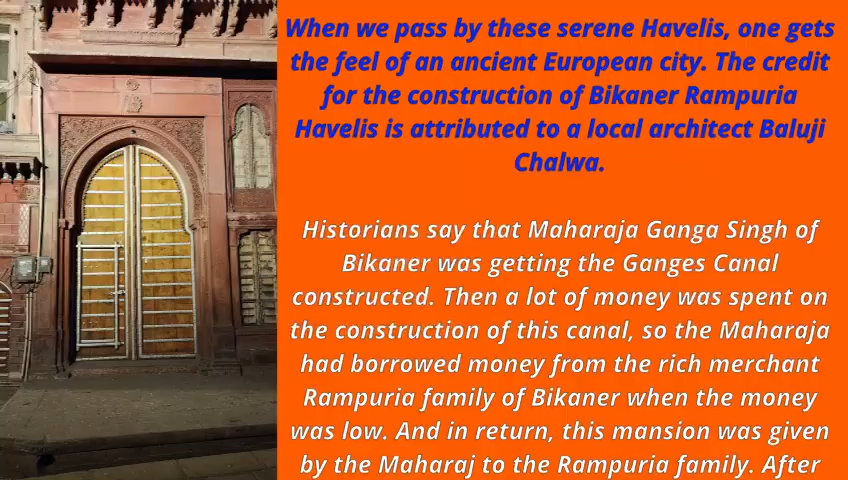 When we pass by these serene Havelis, one gets
the feel of an ancient European city. The credit
for the construction of Bikaner Rampuria
Havelis is attributed to a local architect Baluji
Chalwa.
Historians say that Maharaja Ganga Singh of
Bikaner was getting the Ganges Canal
constructed. Then a lot of money was spent on
the construction of this canal, so the Maharaja
had borrowed money from the rich merchant
Rampuria family of Bikaner when the money
was low. And in return, this mansion was given
by the Maharaj to the Rampuria family. After